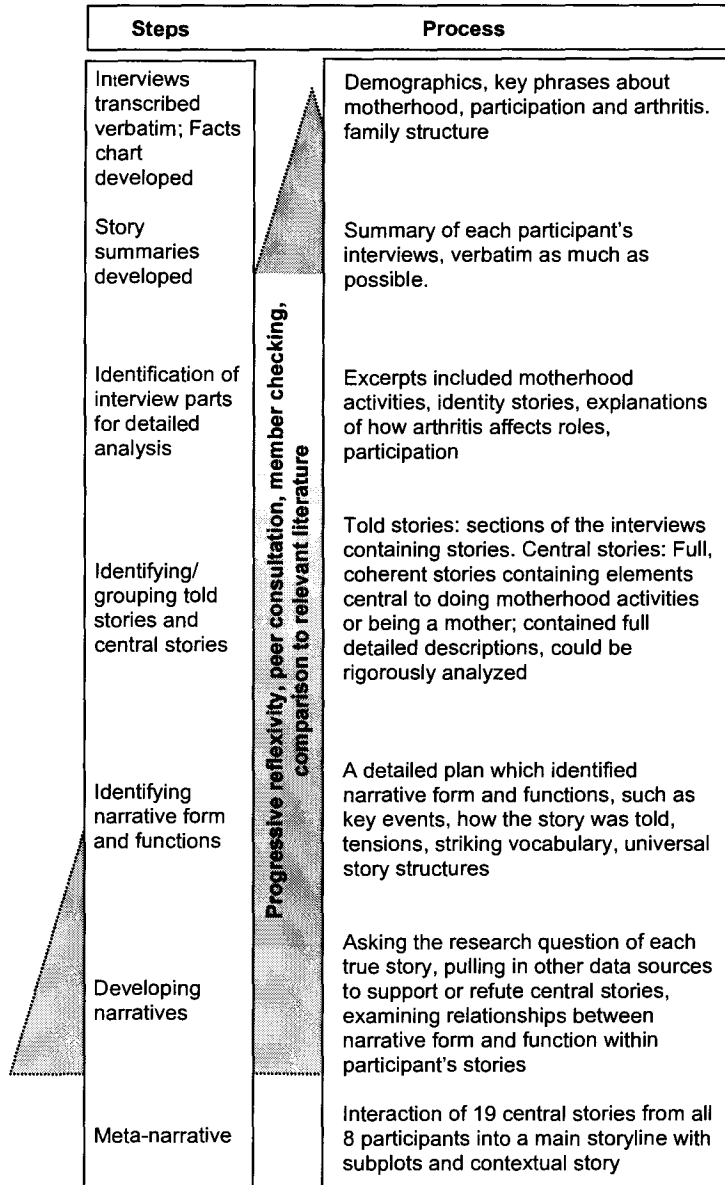 Steps Process
Interviews
transcribed
verbatim; Facts
chart
developed
Demographics, key phrases about
motherhood, participation and arthritis.
family structure
Story
summaries
developed
Summary of each participant's
interviews, verbatim as much as
possible.
Identification of
interview parts
for detailed
analysis
Excerpts included motherhood
activities, identity stories, explanations
of how arthritis affects roles,
participation
Identifying/
grouping told
stories and
central stories
Told stories: sections of the interviews
containing stories. Central stories: Full,
coherent stories containing elements
central to doing motherhood activities
or being a mother; contained full
detailed descriptions, could be
rigorously analyzed
Identifying
narrative form
and functions
A detailed plan which identified
narrative form and functions, such as
key events, how the story was told,
tensions, striking vocabulary, universal
story structures
Developing
narratives
Asking the research question of each
true story, pulling in other data sources
to support or refute central stories,
examining relationships between
narrative form and function within
participant's stories
Meta-narrative
Interaction of 19 central stories from all
8 participants into a main storyline with
subplots and contextual story
Progressive reflexivity, peer consultation, member checking,
comparison to relevant literature